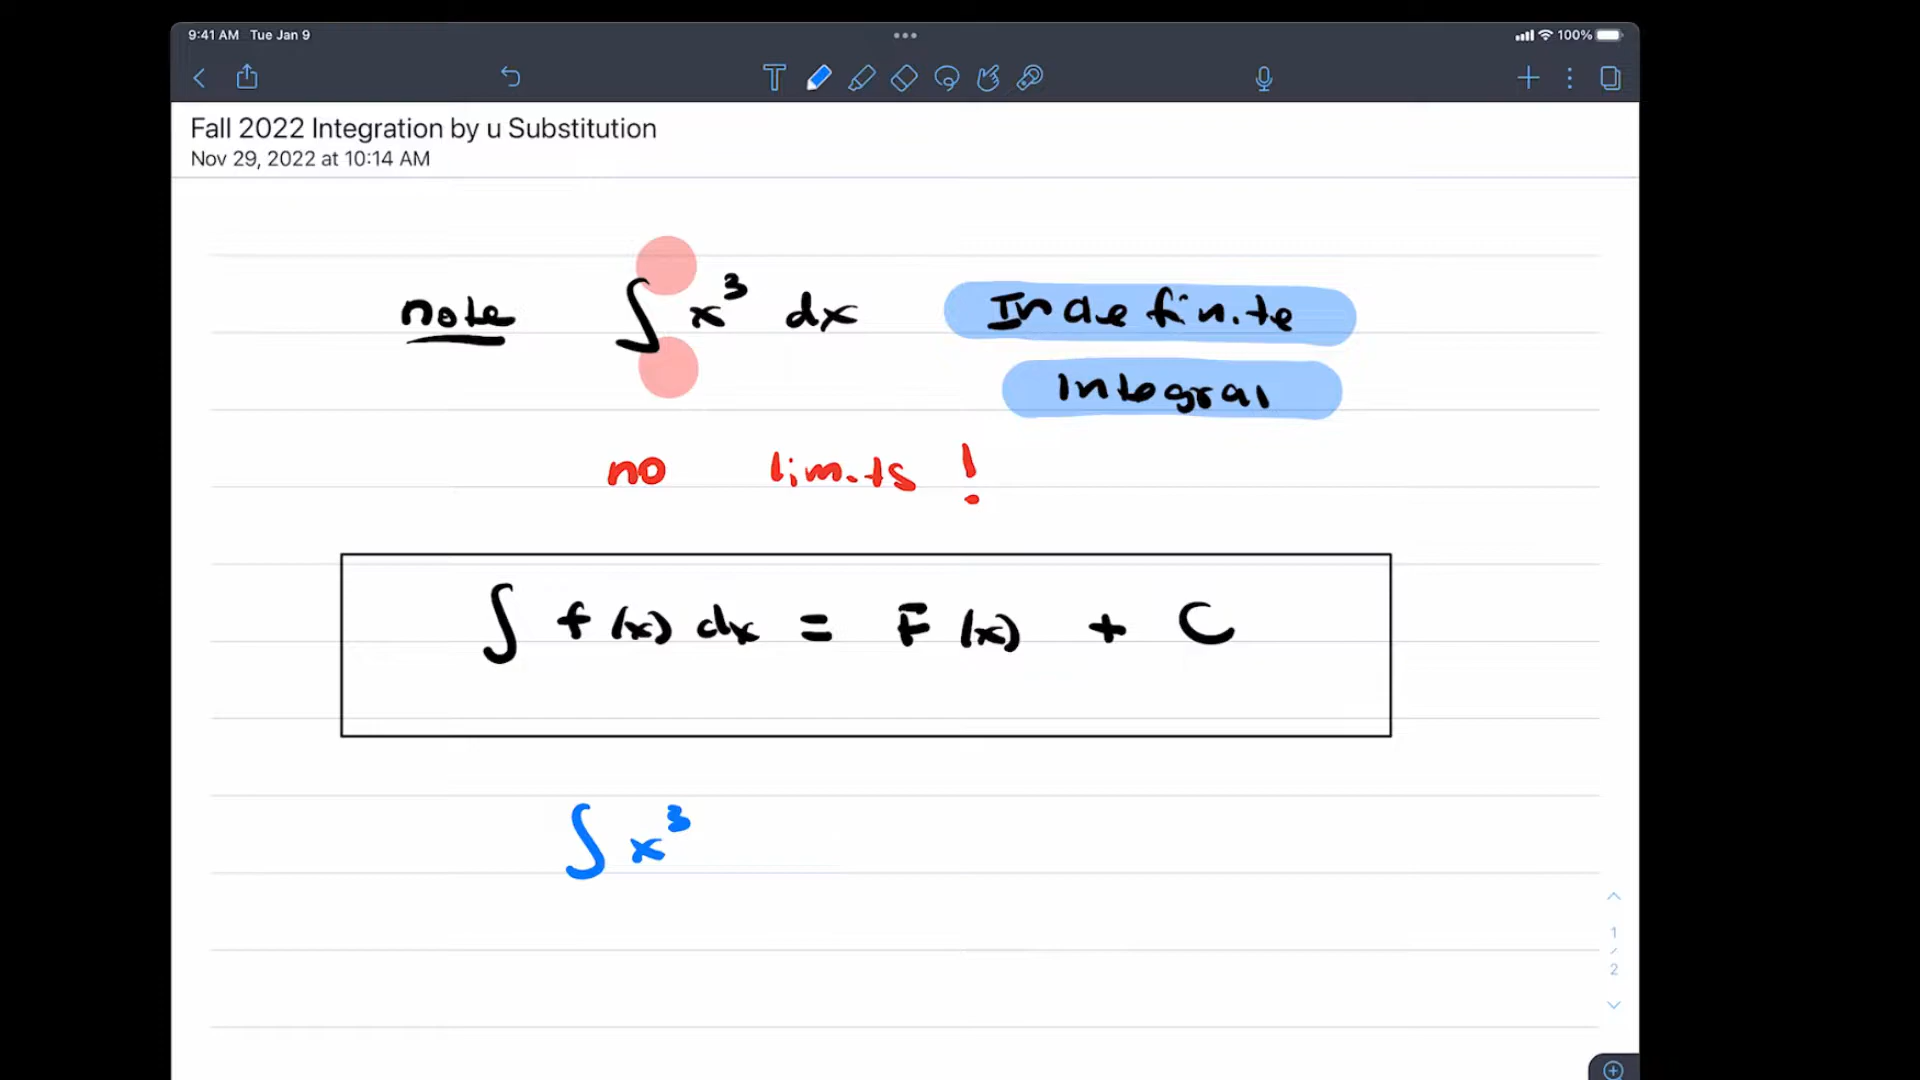 9:41 AM Tue Jan 9 100%
Fall 2022 Integration by u Substitution
Nov 29, 2022 at 10:14 AM
note ∫ x³ dx Indefinite
Integral
no limits !
∫ f(x) dx = F(x) + C
∫ x³
1
/
2